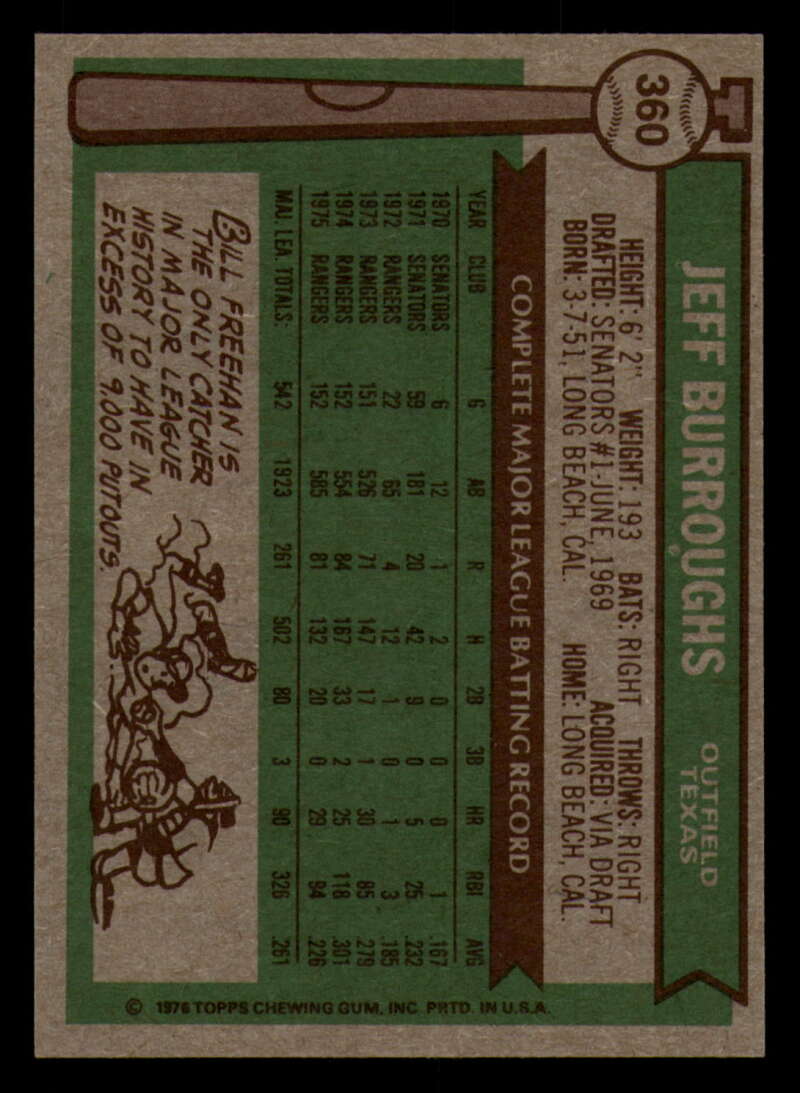 360
JEFF BURROUGHS
OUTFIELD
TEXAS
HEIGHT: 6' 2" WEIGHT: 193 BATS: RIGHT THROWS: RIGHT
DRAFTED: SENATORS #1-JUNE, 1969 ACQUIRED: VIA DRAFT
BORN: 3-7-51, LONG BEACH, CAL. HOME: LONG BEACH, CAL.
COMPLETE MAJOR LEAGUE BATTING RECORD
YEAR CLUB G AB R H 2B 3B HR RBI AVG
1970 SENATORS 6 12 1 2 0 0 0 1 .167
1971 SENATORS 59 181 20 42 9 0 5 25 .232
1972 RANGERS 22 65 4 12 1 0 1 3 .185
1973 RANGERS 151 526 71 147 17 1 30 85 .279
1974 RANGERS 152 554 84 167 33 2 25 118 .301
1975 RANGERS 152 585 81 132 20 0 29 94 .226
MAJ. LEA. TOTALS: 542 1923 261 502 80 3 90 326 .261
BILL FREEHAN IS
THE ONLY CATCHER
IN MAJOR LEAGUE
HISTORY TO HAVE IN
EXCESS OF 9,000 PUTOUTS.
© 1976 TOPPS CHEWING GUM, INC. PRTD. IN U.S.A.